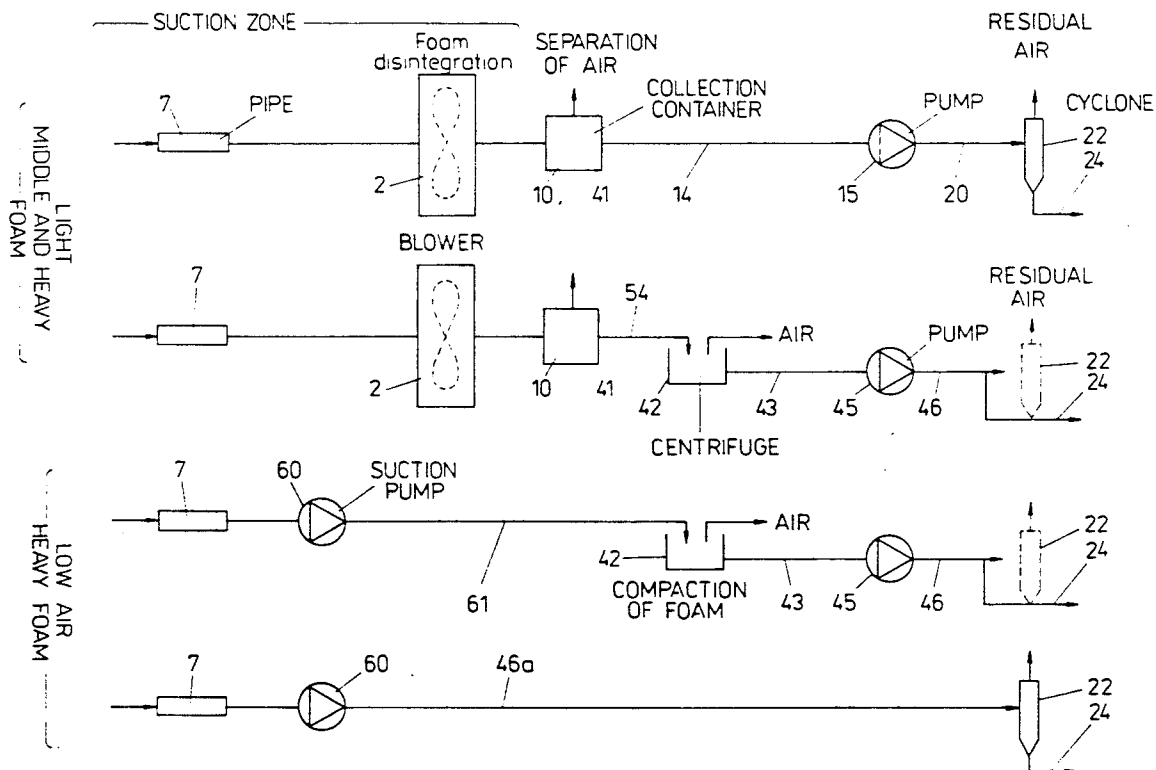 SUCTION ZONE
Foam
disintegration
SEPARATION
OF AIR
RESIDUAL
AIR
7
PIPE
COLLECTION
CONTAINER
PUMP
CYCLONE
22
24
2
10, 41
14
15
20
LIGHT
MIDDLE AND HEAVY
FOAM
BLOWER
7
54
RESIDUAL
AIR
AIR
PUMP
22
24
2
10
41
42
43
45
46
CENTRIFUGE
7
60
SUCTION
PUMP
AIR
22
24
42
61
COMPACTION
OF FOAM
43
45
46
LOW AIR
HEAVY FOAM
7
60
46a
22
24